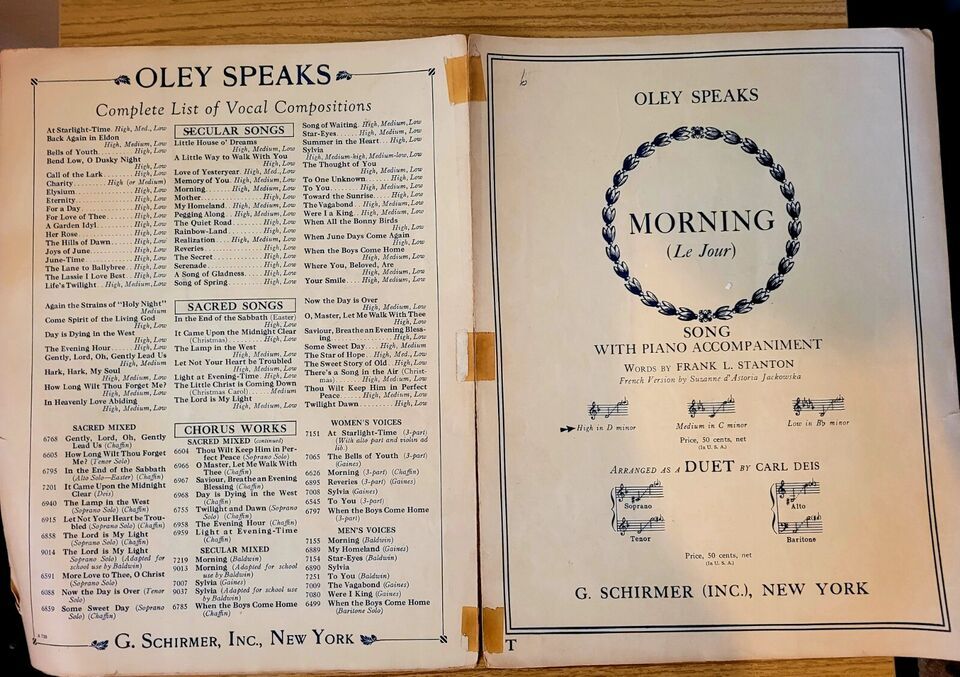 OLEY SPEAKS
Complete List of Vocal Compositions
SECULAR SONGS
At Starlight-Time. High, Med., Low
Back Again in Eldon
High, Medium, Low
Bells of Youth. High, Low
Bend Low, O Dusky Night
High, Low
Call of the Lark High, Low
Charity High (or Medium)
Elysium High, Low
Eternity High, Low
For a Day High, Low
For Love of Thee High, Low
A Garden Idyl High, Low
Her Rose High, Low
The Hills of Dawn High, Low
Joys of June High, Low
June-Time High, Low
The Lane to Ballybree High, Low
The Lassie I Love Best High, Low
Life's Twilight High, Medium, Low
Little House o' Dreams
High, Medium, Low
A Little Way to Walk With You
High, Low
Love of Yesteryear. High, Med., Low
Memory of You. High, Medium, Low
Morning High, Medium, Low
Mother High, Medium, Low
My Homeland High, Medium, Low
Pegging Along High, Medium, Low
The Quiet Road High, Low
Rainbow-Land High, Low
Realization High, Medium, Low
Reveries High, Low
The Secret High, Low
Serenade High, Low
A Song of Gladness High, Low
Song of Spring High, Low
Song of Waiting. High, Medium, Low
Star-Eyes High, Medium, Low
Summer in the Heart High, Low
Sylvia
High, Medium-high, Medium-low, Low
The Thought of You
High, Medium, Low
To One Unknown High, Low
To You High, Medium, Low
Toward the Sunrise High, Low
The Vagabond High, Medium, Low
Were I a King High, Medium, Low
When All the Bonny Birds
High, Low
When June Days Come Again
High, Low
When the Boys Come Home
High, Medium, Low
Where You, Beloved, Are
High, Medium, Low
Your Smile High, Medium, Low
SACRED SONGS
Again the Strains of "Holy Night"
Medium
Come Spirit of the Living God
High, Low
Day is Dying in the West
High, Low
The Evening Hour High, Low
Gently, Lord, Oh, Gently Lead Us
High, Medium
Hark, Hark, My Soul
High, Medium, Low
How Long Wilt Thou Forget Me?
High, Medium, Low
In Heavenly Love Abiding
High, Medium, Low
In the End of the Sabbath (Easter)
High, Low
It Came Upon the Midnight Clear
(Christmas) High, Low
The Lamp in the West
High, Medium, Low
Let Not Your Heart be Troubled
High, Medium, Low
Light at Evening-Time High, Low
The Little Christ is Coming Down
(Christmas Carol) Medium
The Lord is My Light
High, Medium, Low
Now the Day is Over
High, Medium, Low
O, Master, Let Me Walk With Thee
High, Low
Saviour, Breathe an Evening Blessing
High, Low
Some Sweet Day High, Medium
The Star of Hope High, Med., Low
The Sweet Story of Old High, Low
There's a Song in the Air (Christmas)
High, Medium, Low
Thou Wilt Keep Him in Perfect
Peace High, Medium, Low
Twilight Dawn High, Low
CHORUS WORKS
SACRED MIXED
6768 Gently, Lord, Oh, Gently
Lead Us (Chaffin)
6605 How Long Wilt Thou Forget
Me? (Tenor Solo)
6795 In the End of the Sabbath
(Alto Solo—Easter) (Chaffin)
7201 It Came Upon the Midnight
Clear (Deis)
6940 The Lamp in the West
(Soprano Solo) (Chaffin)
6915 Let Not Your Heart be Troubled
(Soprano Solo) (Chaffin)
6858 The Lord is My Light
(Soprano Solo) (Chaffin)
9014 The Lord is My Light
(Soprano Solo) (Adapted for
school use by Baldwin)
6591 More Love to Thee, O Christ
(Soprano Solo)
6088 Now the Day is Over (Tenor
Solo)
6859 Some Sweet Day (Soprano
Solo) (Chaffin)
SACRED MIXED (continued)
6604 Thou Wilt Keep Him in Perfect
Peace (Soprano Solo)
6966 O Master, Let Me Walk With
Thee (Chaffin)
6967 Saviour, Breathe an Evening
Blessing (Chaffin)
6968 Day is Dying in the West
(Chaffin)
6755 Twilight and Dawn (Soprano
Solo) (Chaffin)
6958 The Evening Hour (Chaffin)
6959 Light at Evening-Time
(Chaffin)
SECULAR MIXED
7219 Morning (Baldwin)
9013 Morning (Adapted for school
use by Baldwin)
7007 Sylvia (Gaines)
9037 Sylvia (Adapted for school use
by Baldwin)
6785 When the Boys Come Home
(Chaffin)
WOMEN'S VOICES
7151 At Starlight-Time (3-part)
(With alto part and violin ad
lib.)
7065 The Bells of Youth (3-part)
(Gaines)
6626 Morning (3-part) (Chaffin)
6895 Reveries (3-part) (Gaines)
7008 Sylvia (Gaines)
6545 To You (3-part)
6797 When the Boys Come Home
(3-part)
MEN'S VOICES
7155 Morning (Baldwin)
6889 My Homeland (Gaines)
7154 Star-Eyes (Baldwin)
6890 Sylvia
7251 To You (Baldwin)
7009 The Vagabond (Gaines)
7080 Were I King (Gaines)
6499 When the Boys Come Home
(Baritone Solo)
G. SCHIRMER, INC., NEW YORK
OLEY SPEAKS
MORNING
(Le Jour)
SONG
WITH PIANO ACCOMPANIMENT
WORDS BY FRANK L. STANTON
French Version by Suzanne d'Astoria Jackowska
High in D minor
Medium in C minor
Low in B♭ minor
Price, 50 cents, net
(In U. S. A.)
ARRANGED AS A DUET BY CARL DEIS
Soprano
Tenor
Alto
Baritone
Price, 50 cents, net
(In U. S. A.)
G. SCHIRMER (INC.), NEW YORK
T